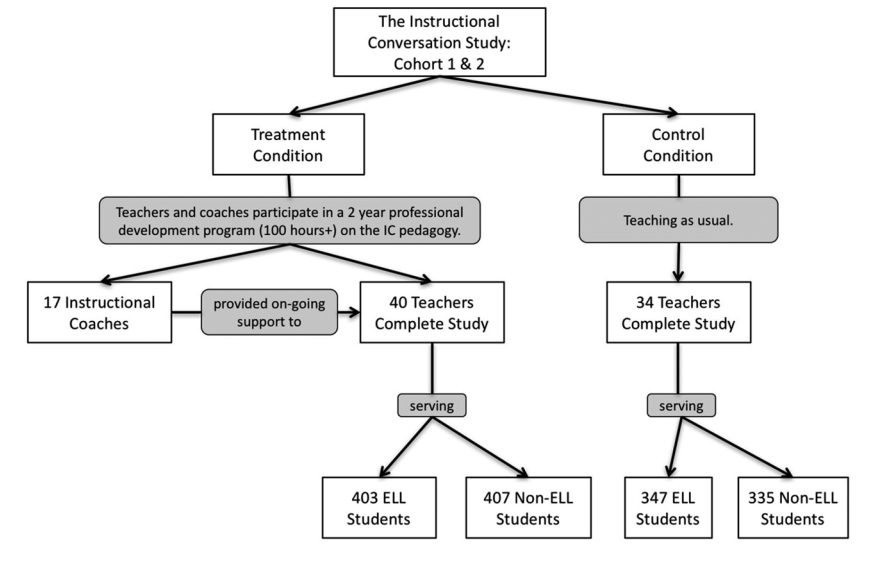 The Instructional
Conversation Study:
Cohort 1 & 2
Treatment
Condition
Control
Condition
Teachers and coaches participate in a 2 year professional
development program (100 hours+) on the IC pedagogy.
Teaching as usual.
17 Instructional
Coaches
provided on-going
support to
40 Teachers
Complete Study
34 Teachers
Complete Study
serving
serving
403 ELL
Students
407 Non-ELL
Students
347 ELL
Students
335 Non-ELL
Students